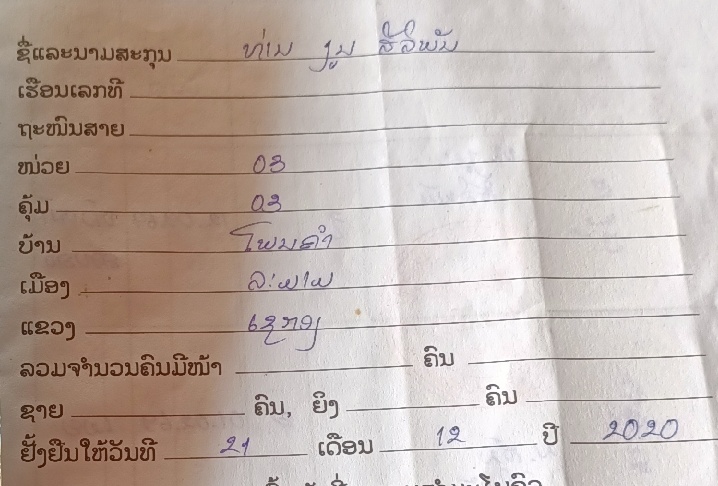 ຊື່ແລະນາມສະກຸນ ທ່ານ ງູນ ສີລິພັນ
ເຮືອນເລກທີ
ຖະໜົນສາຍ
ໜ່ວຍ 03
ຄຸ້ມ 03
ບ້ານ ໂພນຄຳ
ເມືອງ ລະມາມ
ແຂວງ ເຊກອງ
ລວມຈຳນວນຄົນມີໜ້າ ຄົນ
ຊາຍ ຄົນ, ຍິງ ຄົນ
ຢັ້ງຢືນໃຫ້ວັນທີ 21 ເດືອນ 12 ປີ 2020